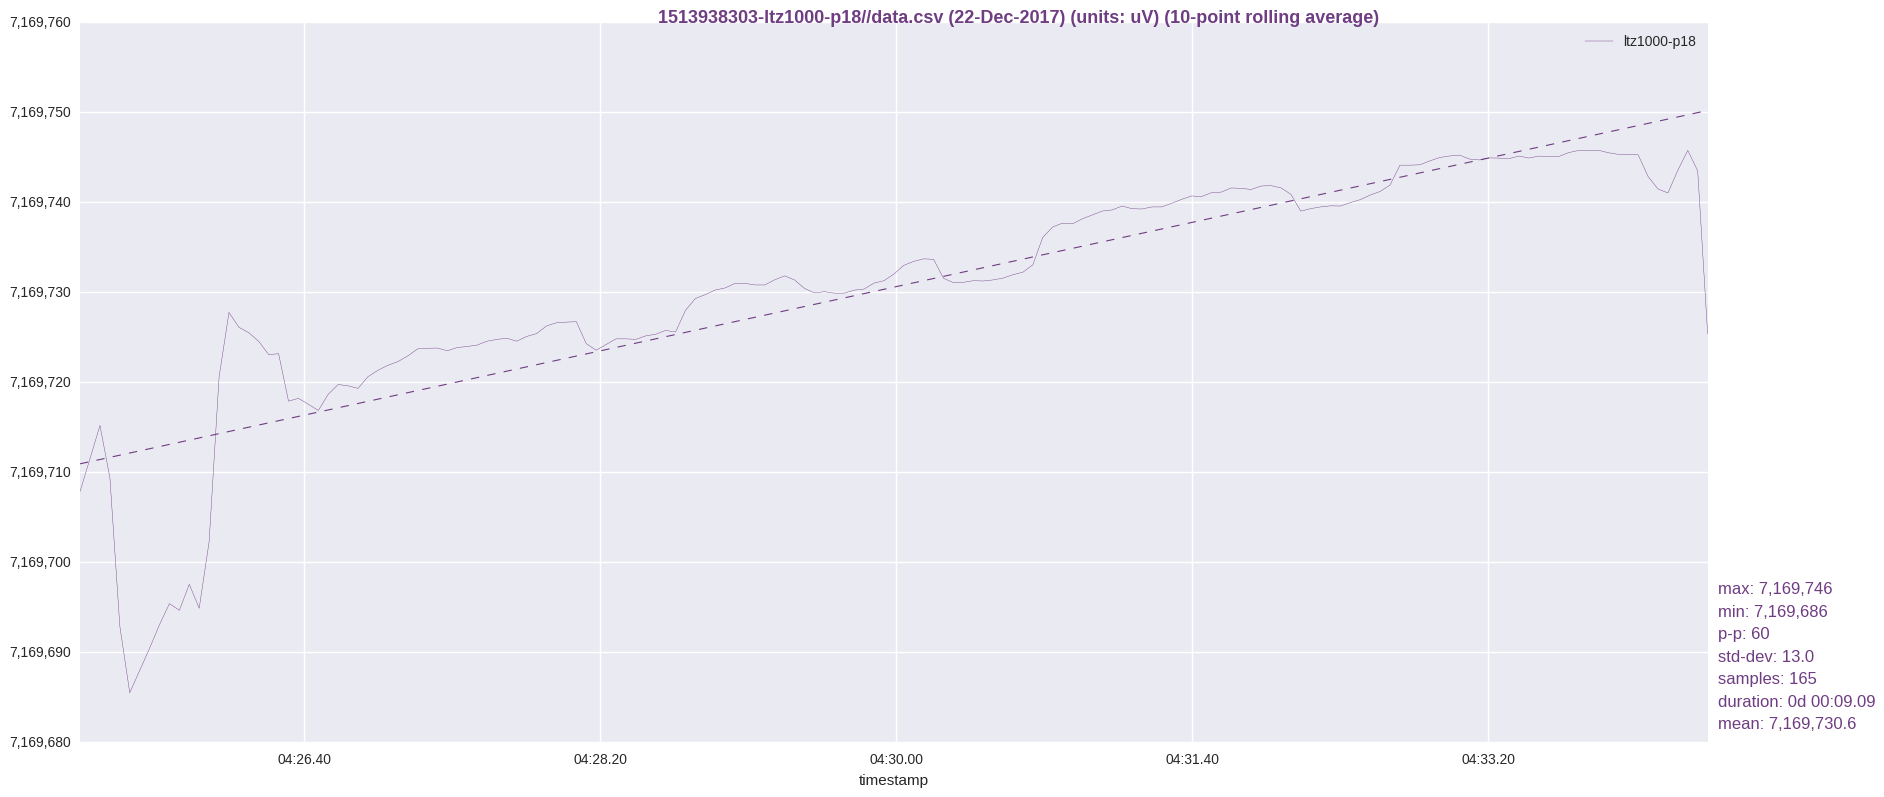 1513938303-ltz1000-p18//data.csv (22-Dec-2017) (units: uV) (10-point rolling average)
ltz1000-p18
7,169,760
7,169,750
7,169,740
7,169,730
7,169,720
7,169,710
7,169,700
7,169,690
7,169,680
04:26.40
04:28.20
04:30.00
04:31.40
04:33.20
timestamp
max: 7,169,746
min: 7,169,686
p-p: 60
std-dev: 13.0
samples: 165
duration: 0d 00:09.09
mean: 7,169,730.6